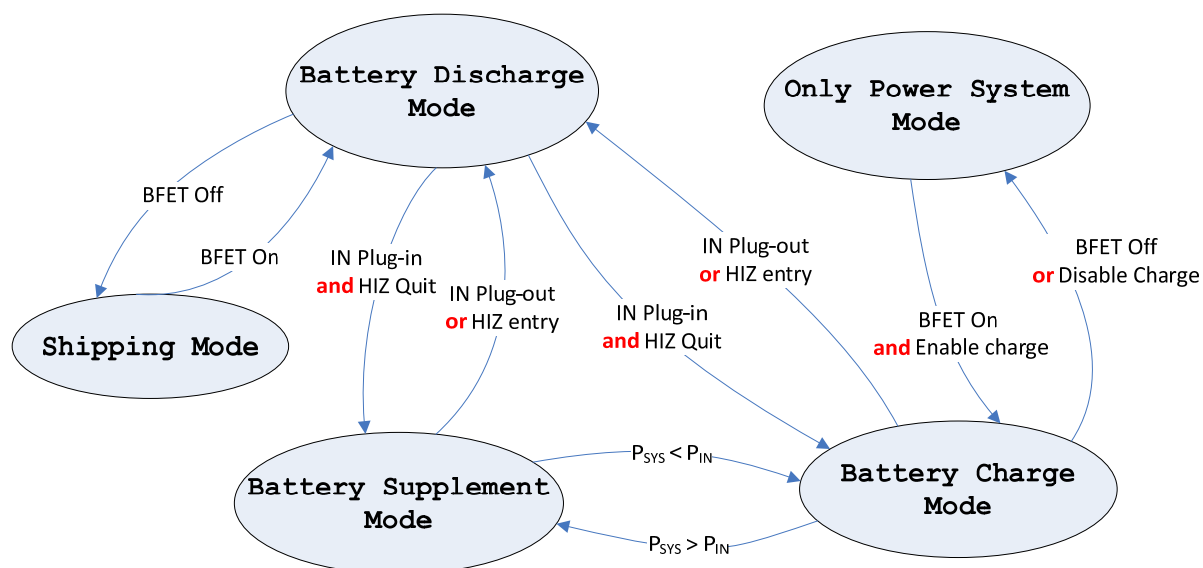 Battery Discharge
Mode
Only Power System
Mode
BFET Off
BFET On
IN Plug-in
and HIZ Quit
IN Plug-out
or HIZ entry
IN Plug-in
and HIZ Quit
IN Plug-out
or HIZ entry
BFET On
and Enable charge
BFET Off
or Disable Charge
Shipping Mode
Battery Supplement
Mode
PSYS < PIN
PSYS > PIN
Battery Charge
Mode